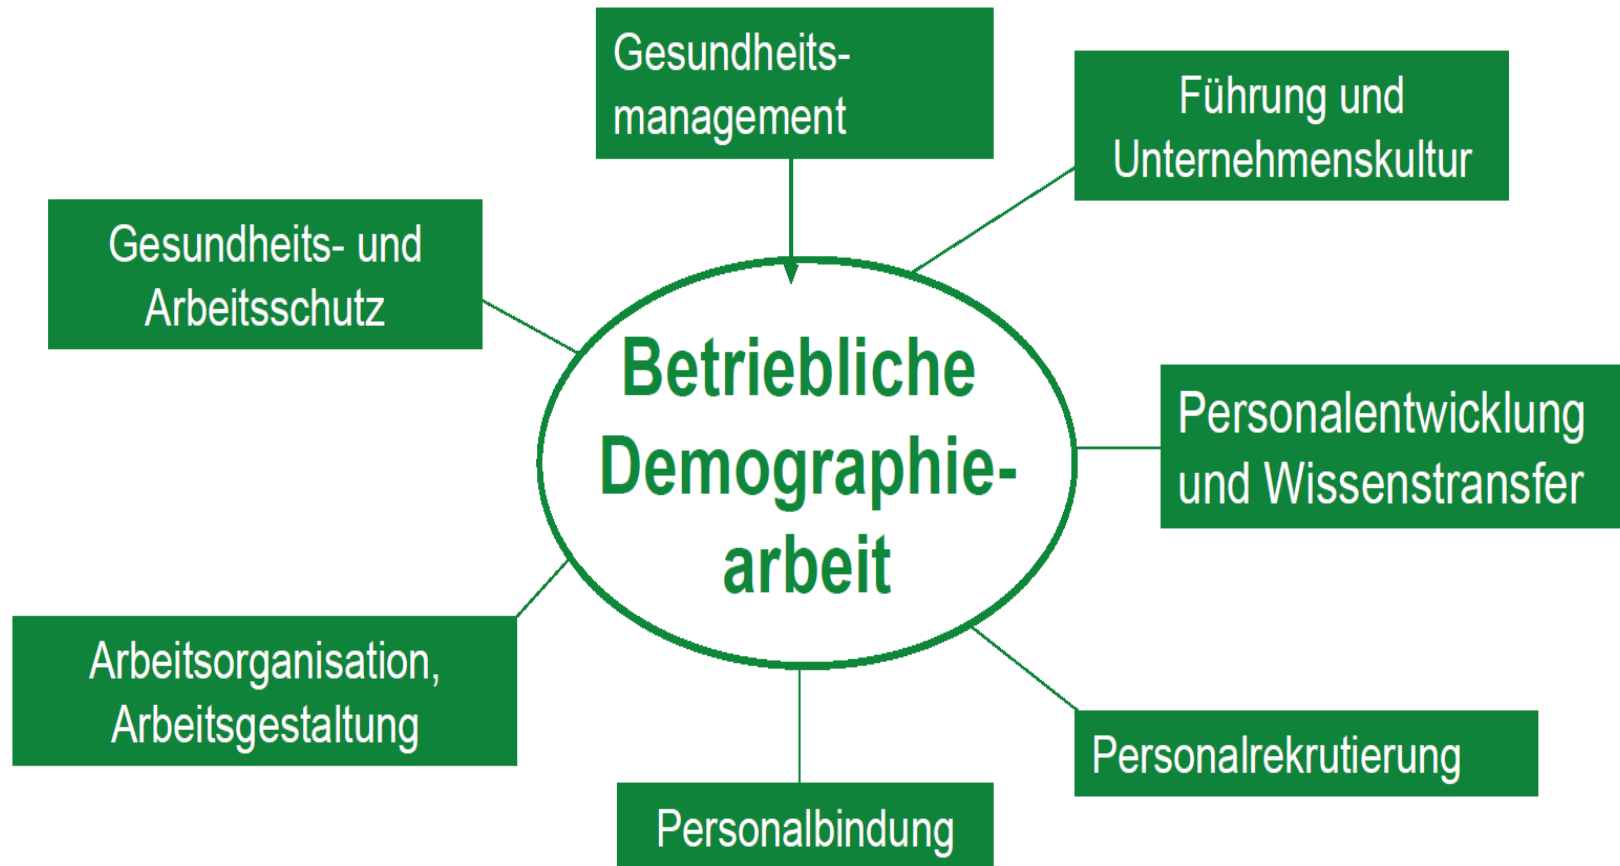 Gesundheits-
management
Führung und
Unternehmenskultur
Gesundheits- und
Arbeitsschutz
Betriebliche
Demographie-
arbeit
Personalentwicklung
und Wissenstransfer
Arbeitsorganisation,
Arbeitsgestaltung
Personalrekrutierung
Personalbindung